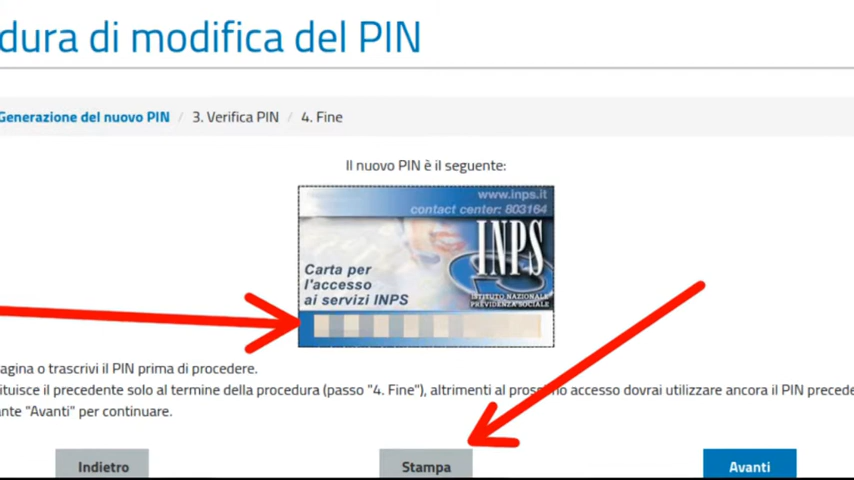 dura di modifica del PIN
Generazione del nuovo PIN / 3. Verifica PIN / 4. Fine
Il nuovo PIN è il seguente:
www.inps.it
contact center: 803164
INPS
Carta per
l'accesso
ai servizi INPS
ISTITUTO NAZIONALE
PREVIDENZA SOCIALE
agina o trascrivi il PIN prima di procedere.
ituisce il precedente solo al termine della procedura (passo "4. Fine"), altrimenti al prossimo accesso dovrai utilizzare ancora il PIN precede
ante "Avanti" per continuare.
Indietro
Stampa
Avanti